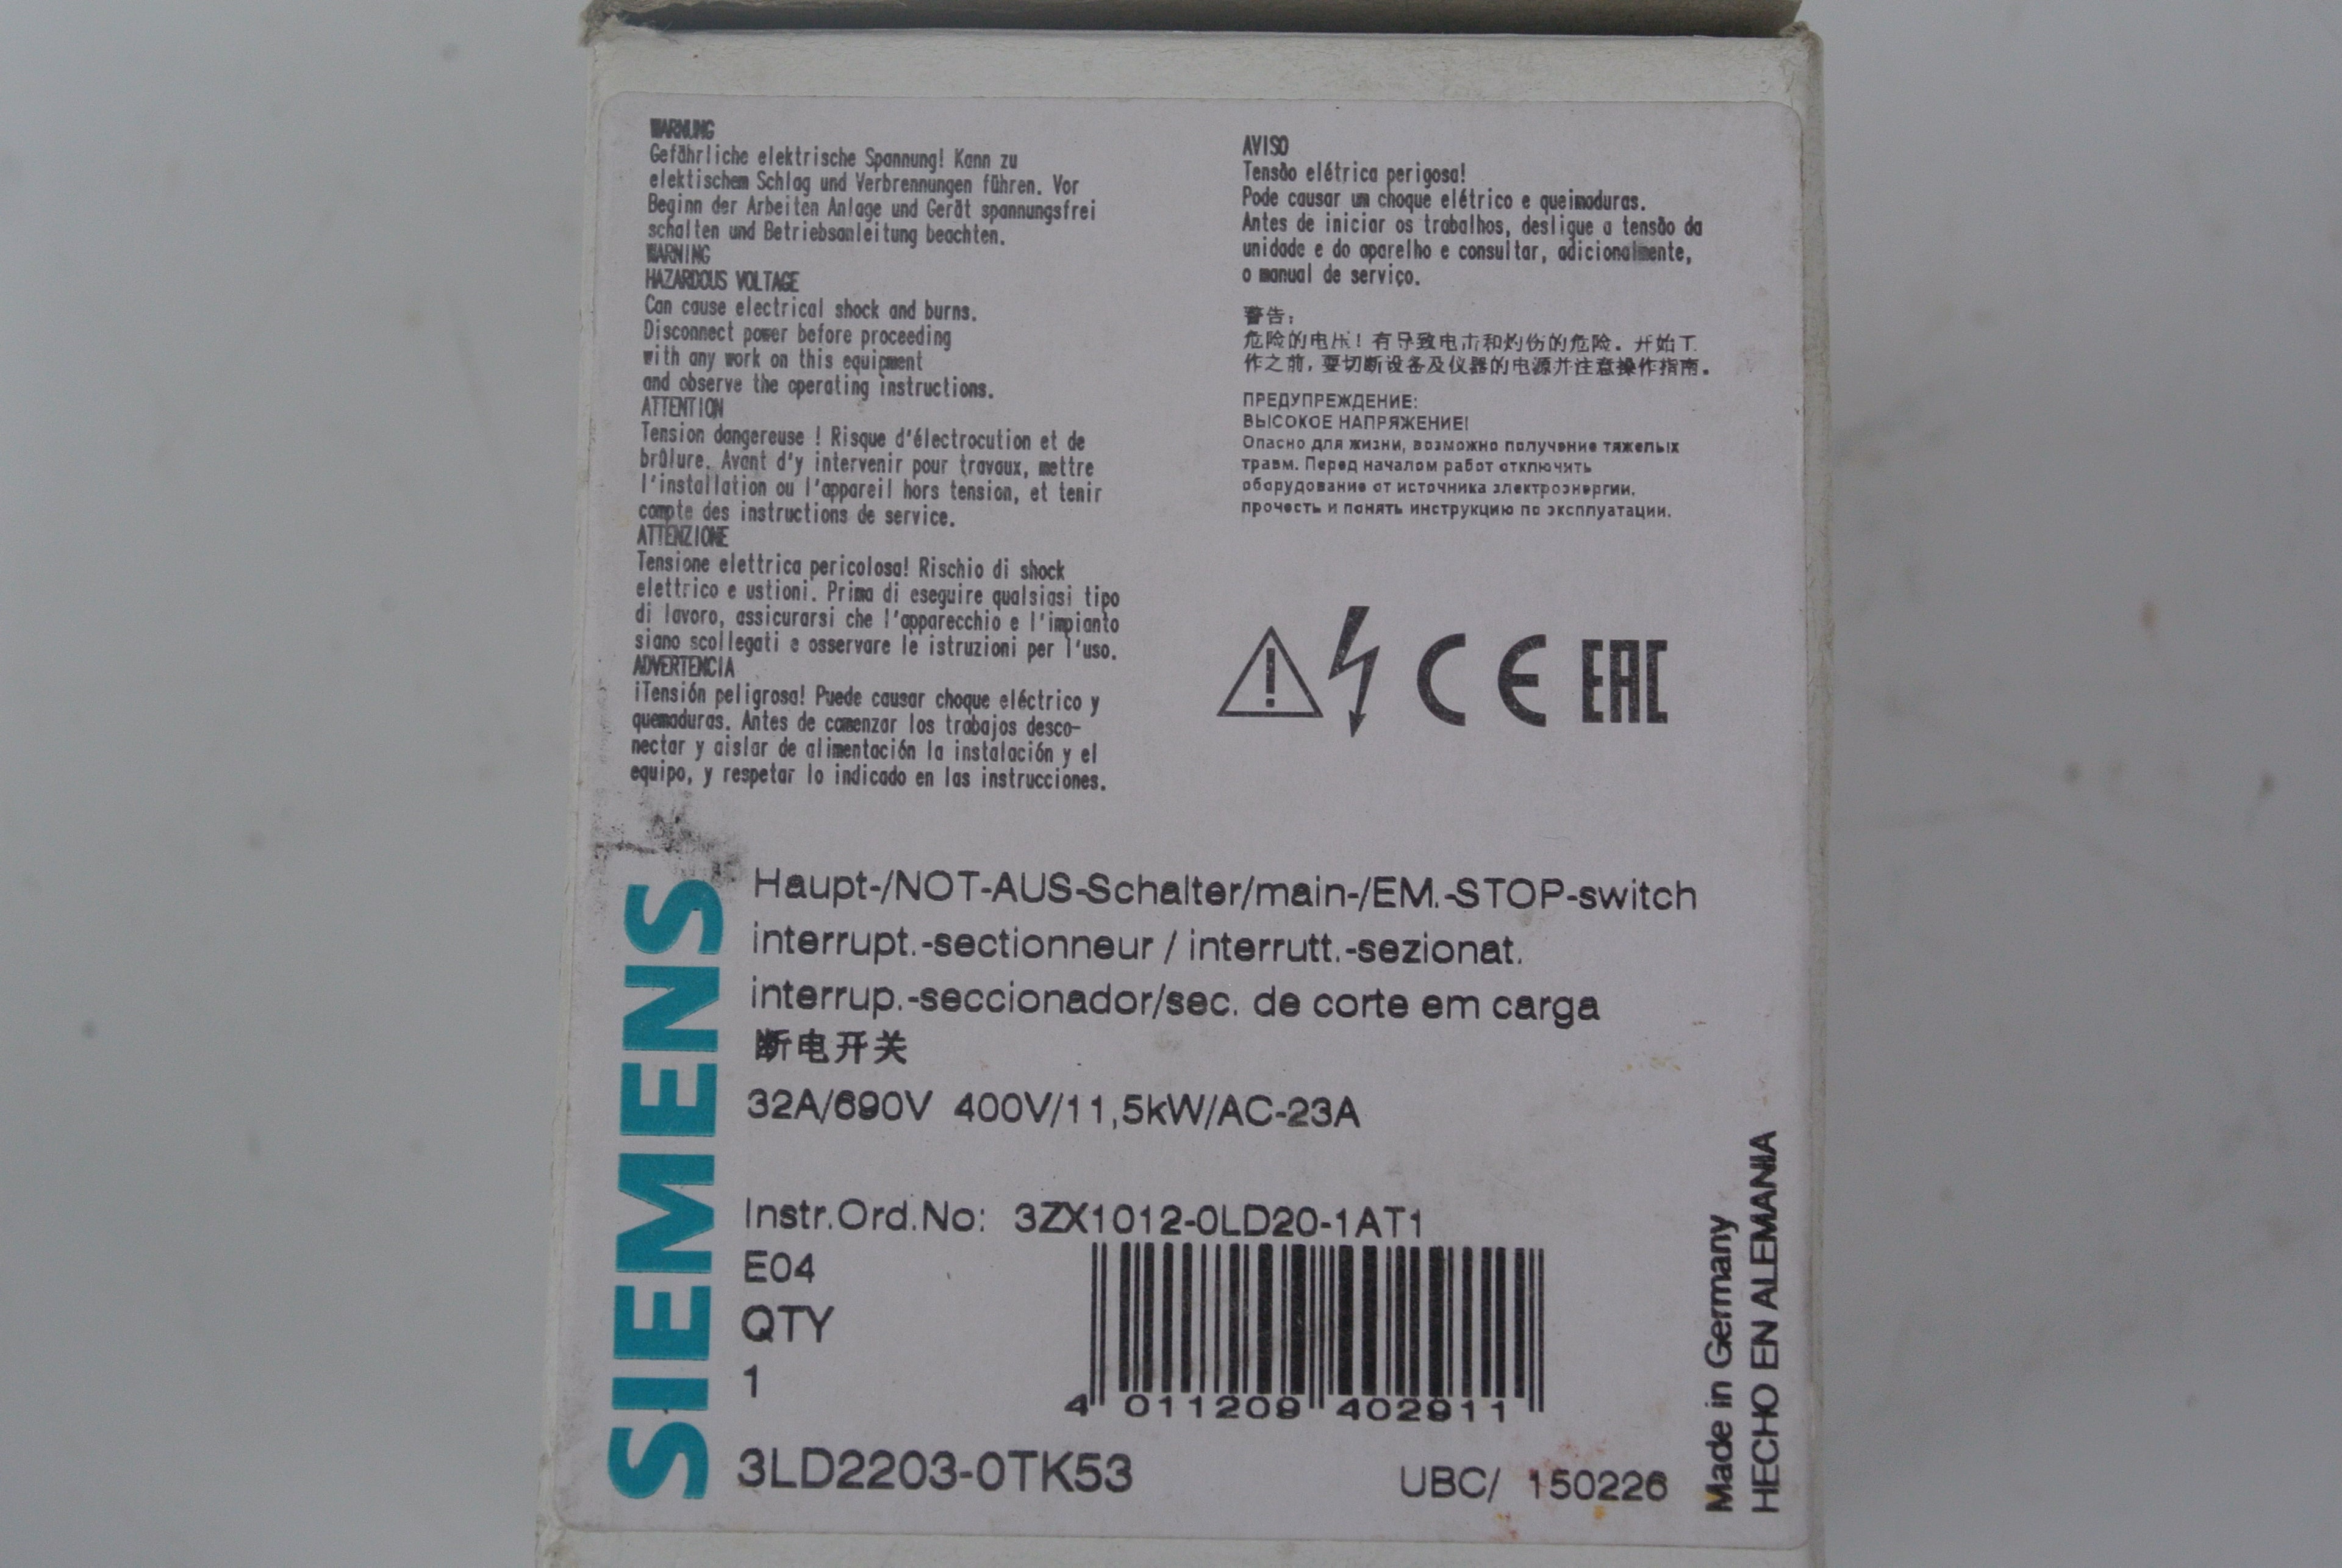 WARNUNG
Gefährliche elektrische Spannung! Kann zu
elektischem Schlag und Verbrennungen führen. Vor
Beginn der Arbeiten Anlage und Gerät spannungsfrei
schalten und Betriebsanleitung beachten.
WARNING
HAZARDOUS VOLTAGE
Can cause electrical shock and burns.
Disconnect power before proceeding
with any work on this equipment
and observe the operating instructions.
ATTENTION
Tension dangereuse ! Risque d'électrocution et de
brûlure. Avant d'y intervenir pour travaux, mettre
l'installation ou l'appareil hors tension, et tenir
compte des instructions de service.
ATTENZIONE
Tensione elettrica pericolosa! Rischio di shock
elettrico e ustioni. Prima di eseguire qualsiasi tipo
di lavoro, assicurarsi che l'apparecchio e l'impianto
siano scollegati e osservare le istruzioni per l'uso.
ADVERTENCIA
¡Tensión peligrosa! Puede causar choque eléctrico y
quemaduras. Antes de comenzar los trabajos desco-
nectar y aislar de alimentación la instalación y el
equipo, y respetar lo indicado en las instrucciones.
AVISO
Tensão elétrica perigosa!
Pode causar um choque elétrico e queimaduras.
Antes de iniciar os trabalhos, desligue a tensão da
unidade e do aparelho e consultar, adicionalmente,
o manual de serviço.
警告:
危险的电压!有导致电击和灼伤的危险。开始工
作之前,要切断设备及仪器的电源并注意操作指南。
ПРЕДУПРЕЖДЕНИЕ:
ВЫСОКОЕ НАПРЯЖЕНИЕ!
Опасно для жизни, возможно получение тяжелых
травм. Перед началом работ отключить
оборудование от источника электроэнергии,
прочесть и понять инструкцию по эксплуатации.
CE EAC
SIEMENS
Haupt-/NOT-AUS-Schalter/main-/EM.-STOP-switch
interrupt.-sectionneur / interrutt.-sezionat.
interrup.-seccionador/sec. de corte em carga
断电开关
32A/690V 400V/11,5kW/AC-23A
Instr.Ord.No: 3ZX1012-0LD20-1AT1
E04
QTY
1
4 011209 402911
3LD2203-0TK53
UBC/ 150226
Made in Germany
HECHO EN ALEMANIA